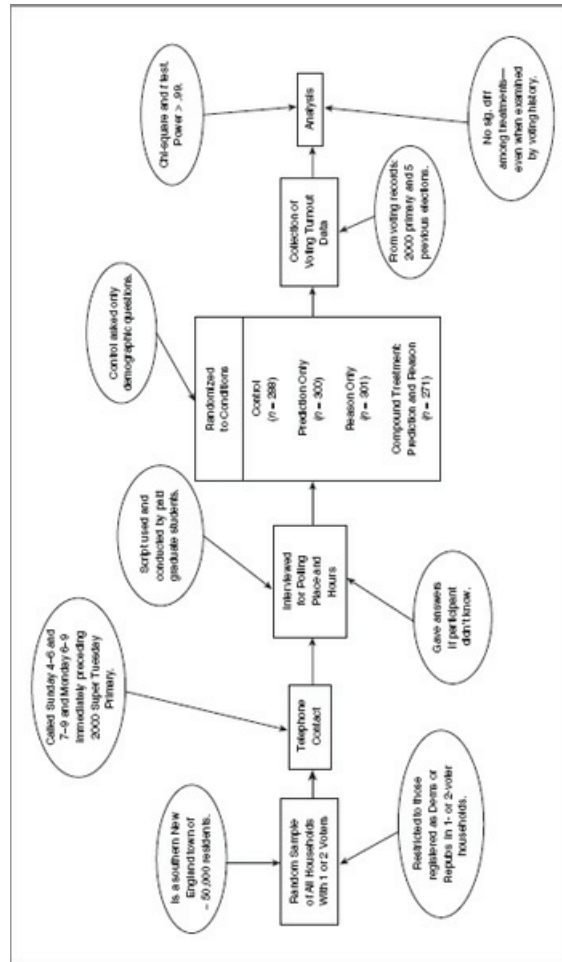 Is a southern New
England town of
~ 50,000 residents.
Random Sample
of All Households
With 1 or 2 Voters
Restricted to those
registered as Dems or
Repubs in 1- or 2-voter
households.
Called Sunday 4–6 and
7–9 and Monday 6–9
immediately preceding
2000 Super Tuesday
Primary.
Telephone
Contact
Script used and
conducted by paid
graduate students.
Interviewed
for Polling
Place and
Hours
Gave answers
if participant
didn't know.
Control asked only
demographic questions.
Randomized
to Conditions
Control
(n = 288)
Prediction Only
(n = 300)
Reason Only
(n = 301)
Compound Treatment:
Prediction and Reason
(n = 271)
Collection of
Voting Turnout
Data
From voting records:
2000 primary and 5
previous elections.
Chi-square and t test.
Power > .99.
Analysis
No sig. diff
among treatments—
even when examined
by voting history.